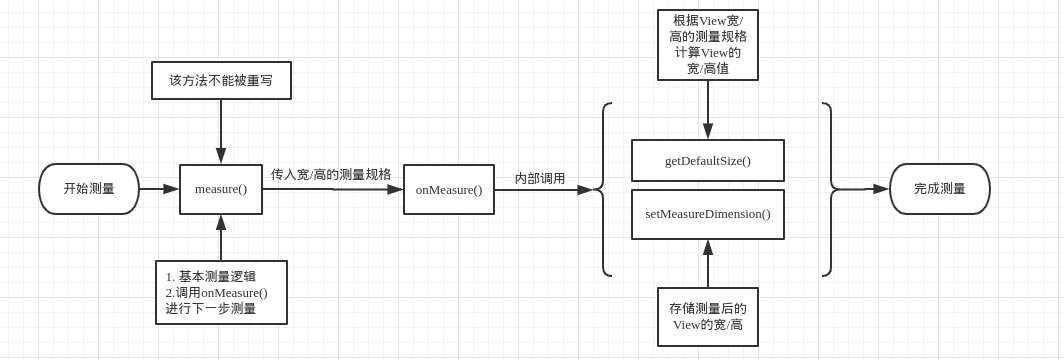 根据View宽/
高的测量规格
计算View的
宽/高值
该方法不能被重写
开始测量
measure()
传入宽/高的测量规格
onMeasure()
内部调用
getDefaultSize()
setMeasureDimension()
完成测量
1. 基本测量逻辑
2.调用onMeasure()
进行下一步测量
存储测量后的
View的宽/高